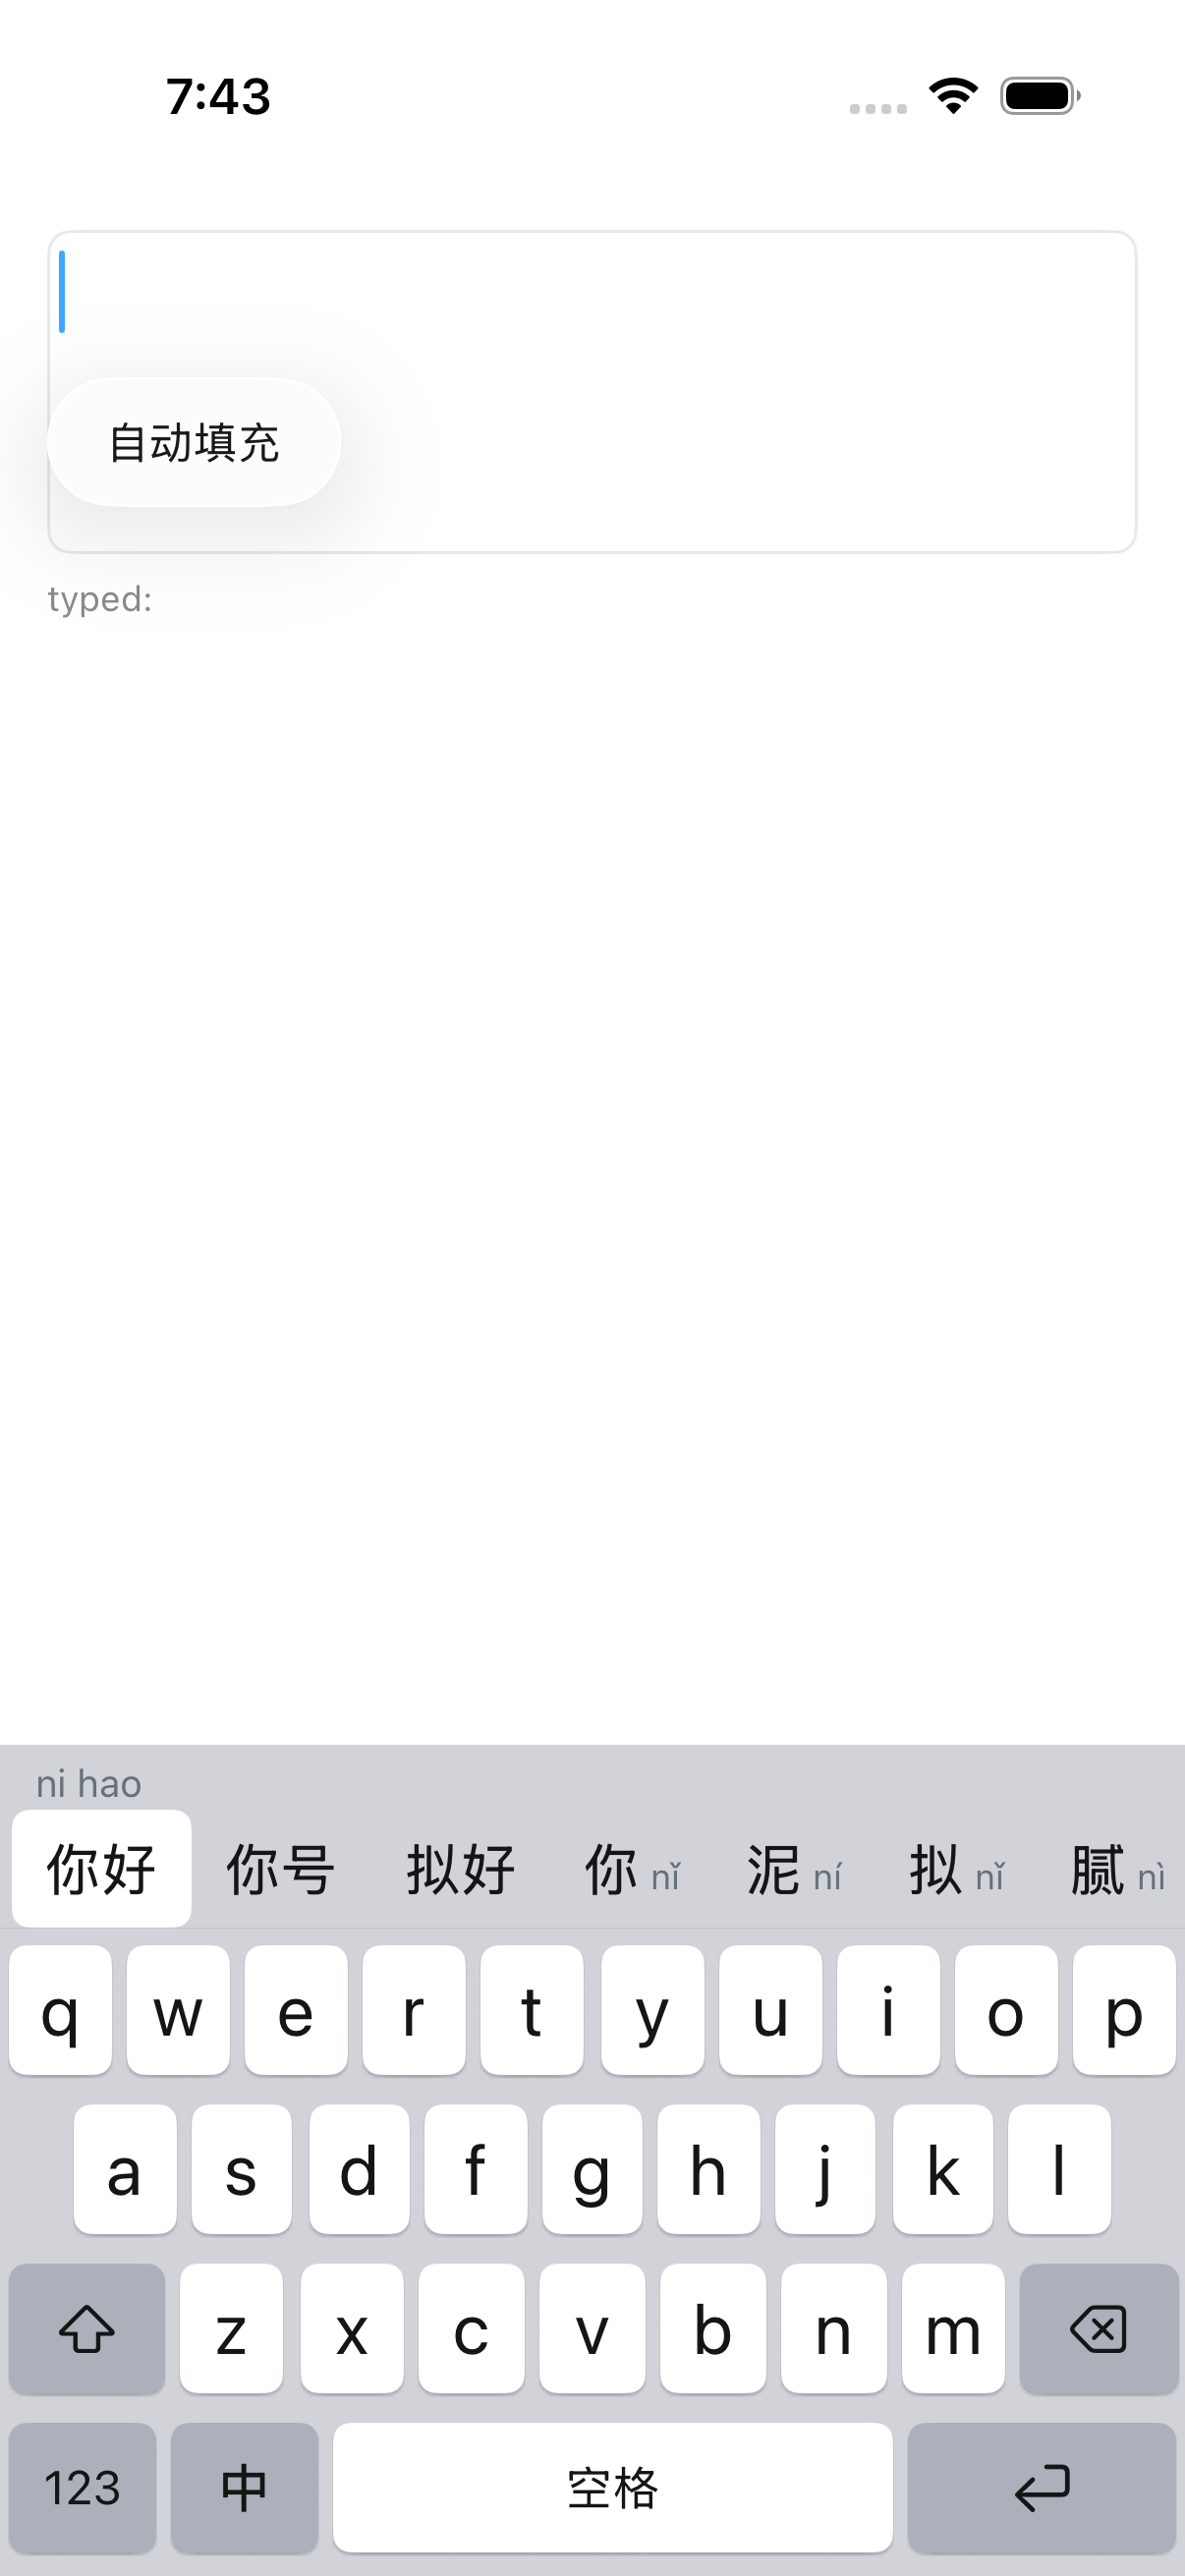 7:43
自动填充
typed:
ni hao
你好 你号 拟好 你 nǐ 泥 ní 拟 nǐ 腻 nì
q w e r t y u i o p
a s d f g h j k l
z x c v b n m
123 中 空格